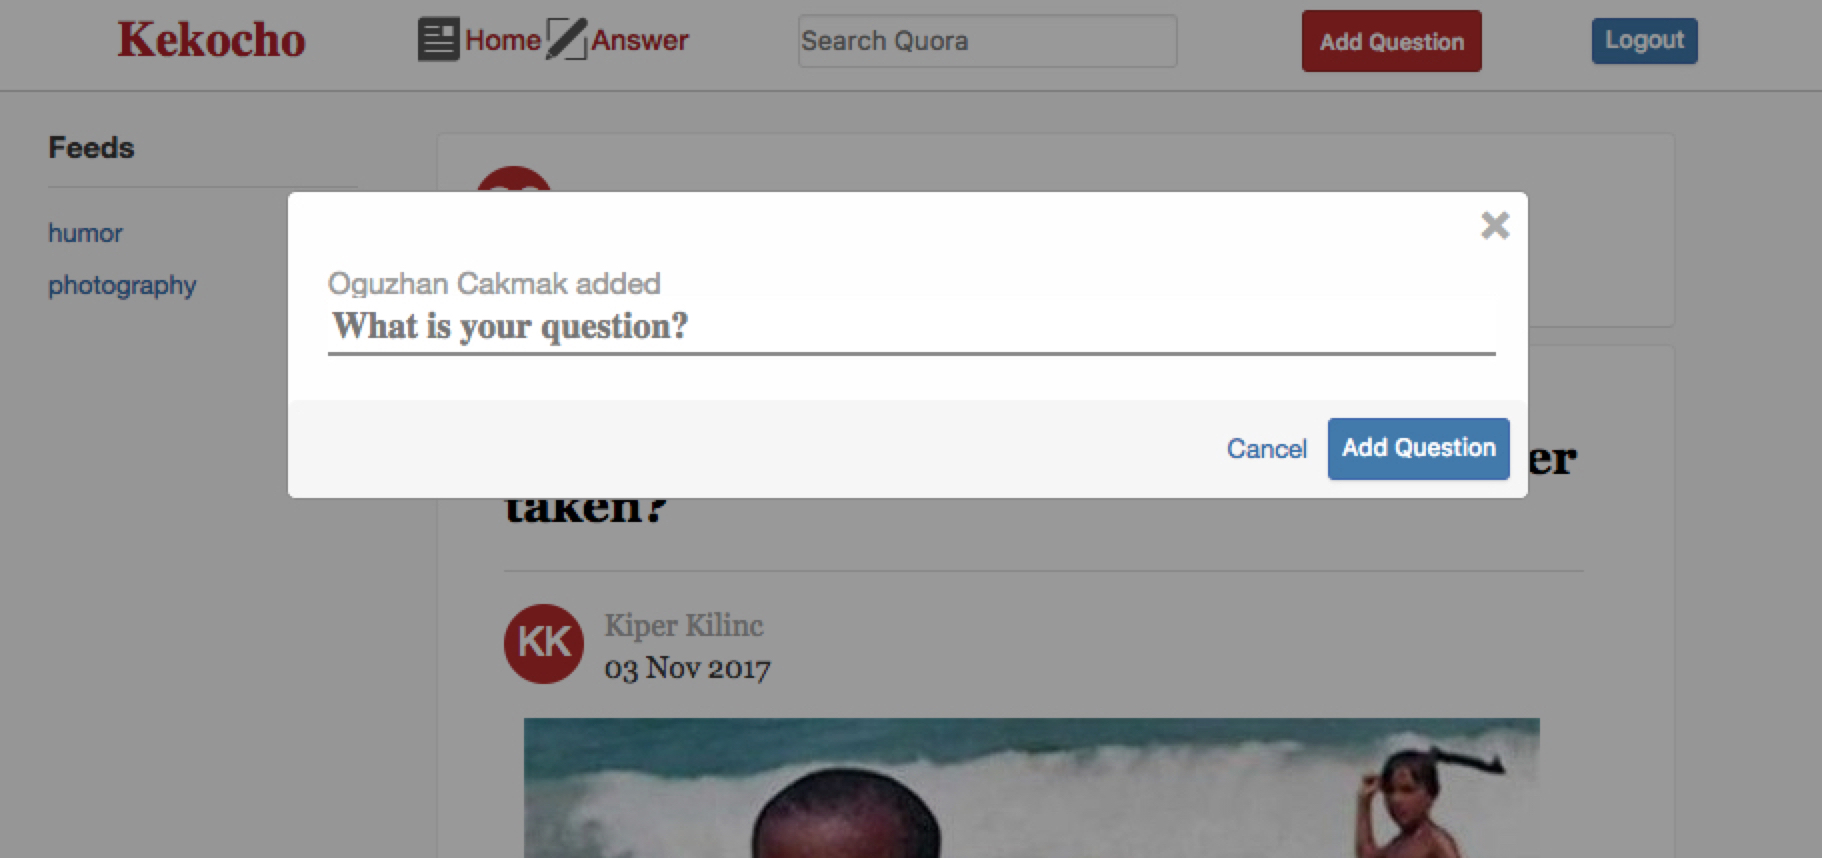 Kekocho
Home Answer
Search Quora
Add Question
Logout
Feeds
humor
photography
Oguzhan Cakmak added
What is your question?
Cancel
Add Question
er
taken?
KK
Kiper Kilinc
03 Nov 2017